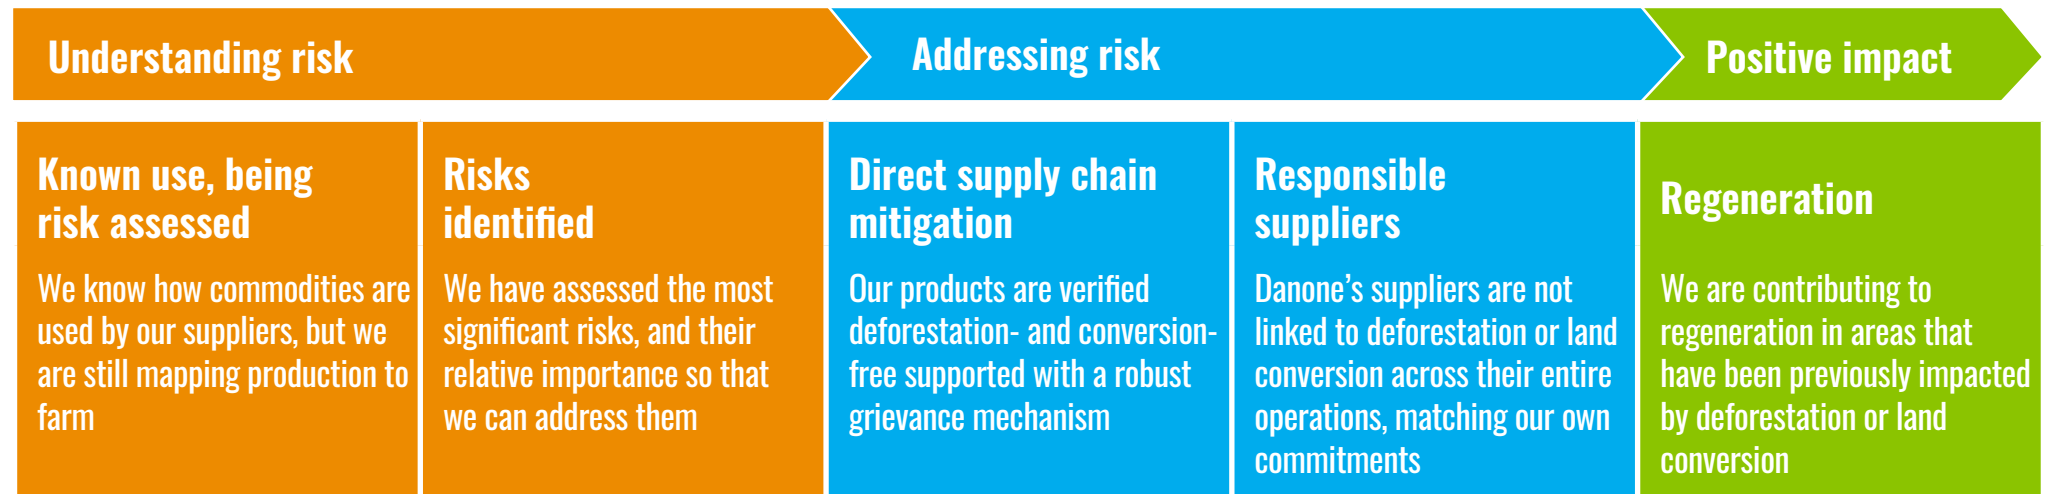 Understanding risk
Addressing risk
Positive impact
Known use, being
risk assessed
We know how commodities are
used by our suppliers, but we
are still mapping production to
farm
Risks
identified
We have assessed the most
significant risks, and their
relative importance so that
we can address them
Direct supply chain
mitigation
Our products are verified
deforestation- and conversion-
free supported with a robust
grievance mechanism
Responsible
suppliers
Danone’s suppliers are not
linked to deforestation or land
conversion across their entire
operations, matching our own
commitments
Regeneration
We are contributing to
regeneration in areas that
have been previously impacted
by deforestation or land
conversion